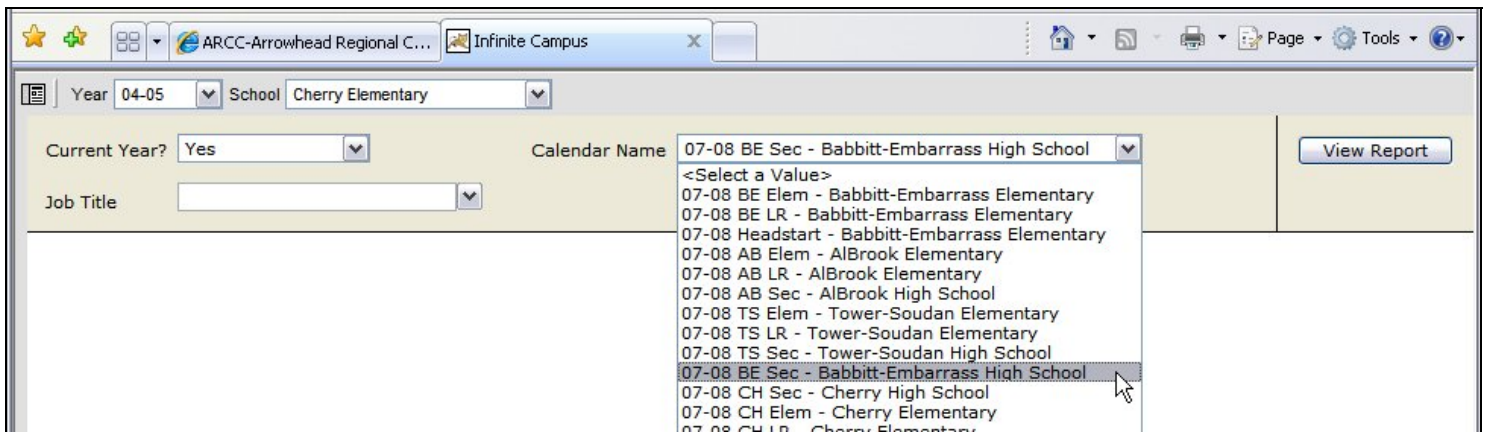 ARCC-Arrowhead Regional C... Infinite Campus Page Tools
Year 04-05 School Cherry Elementary
Current Year? Yes Calendar Name 07-08 BE Sec - Babbitt-Embarrass High School View Report
<Select a Value>
07-08 BE Elem - Babbitt-Embarrass Elementary
Job Title 07-08 BE LR - Babbitt-Embarrass Elementary
07-08 Headstart - Babbitt-Embarrass Elementary
07-08 AB Elem - AlBrook Elementary
07-08 AB LR - AlBrook Elementary
07-08 AB Sec - AlBrook High School
07-08 TS Elem - Tower-Soudan Elementary
07-08 TS LR - Tower-Soudan Elementary
07-08 TS Sec - Tower-Soudan High School
07-08 BE Sec - Babbitt-Embarrass High School
07-08 CH Sec - Cherry High School
07-08 CH Elem - Cherry Elementary
07-08 CH LR - Cherry Elementary